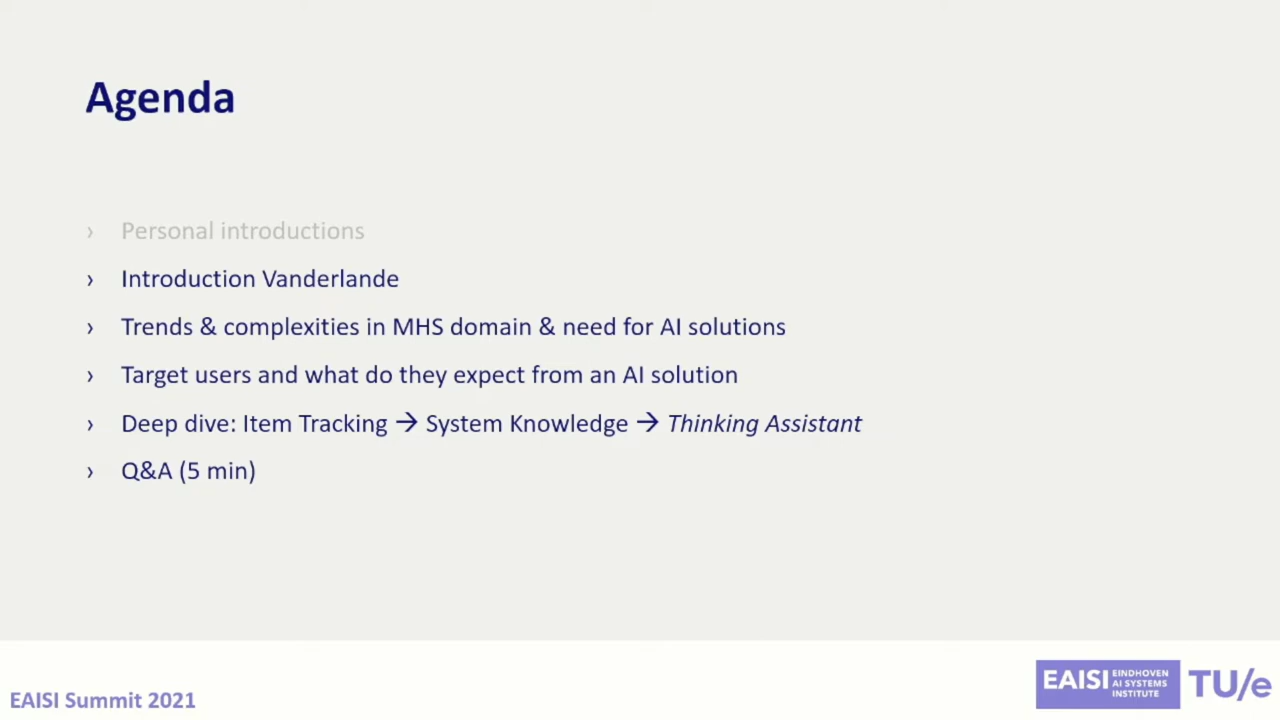 Agenda
› Personal introductions
› Introduction Vanderlande
› Trends & complexities in MHS domain & need for AI solutions
› Target users and what do they expect from an AI solution
› Deep dive: Item Tracking → System Knowledge → Thinking Assistant
› Q&A (5 min)
EAISI Summit 2021
EAISI
EINDHOVEN
AI SYSTEMS
INSTITUTE
TU/e